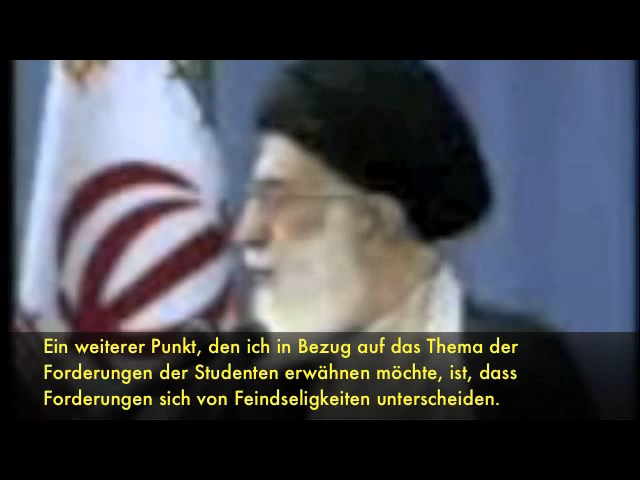 Ein weiterer Punkt, den ich in Bezug auf das Thema der
Forderungen der Studenten erwähnen möchte, ist, dass
Forderungen sich von Feindseligkeiten unterscheiden.